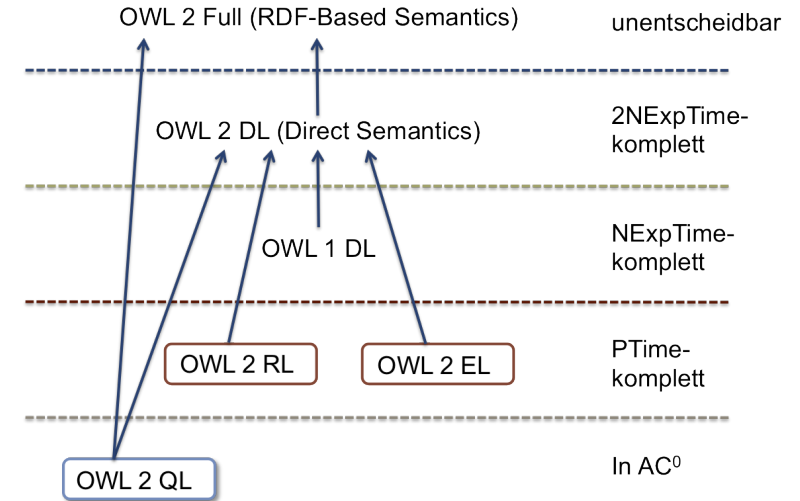 OWL 2 Full (RDF-Based Semantics)
unentscheidbar
OWL 2 DL (Direct Semantics)
2NExpTime-
komplett
OWL 1 DL
NExpTime-
komplett
OWL 2 RL
OWL 2 EL
PTime-
komplett
OWL 2 QL
In AC⁰